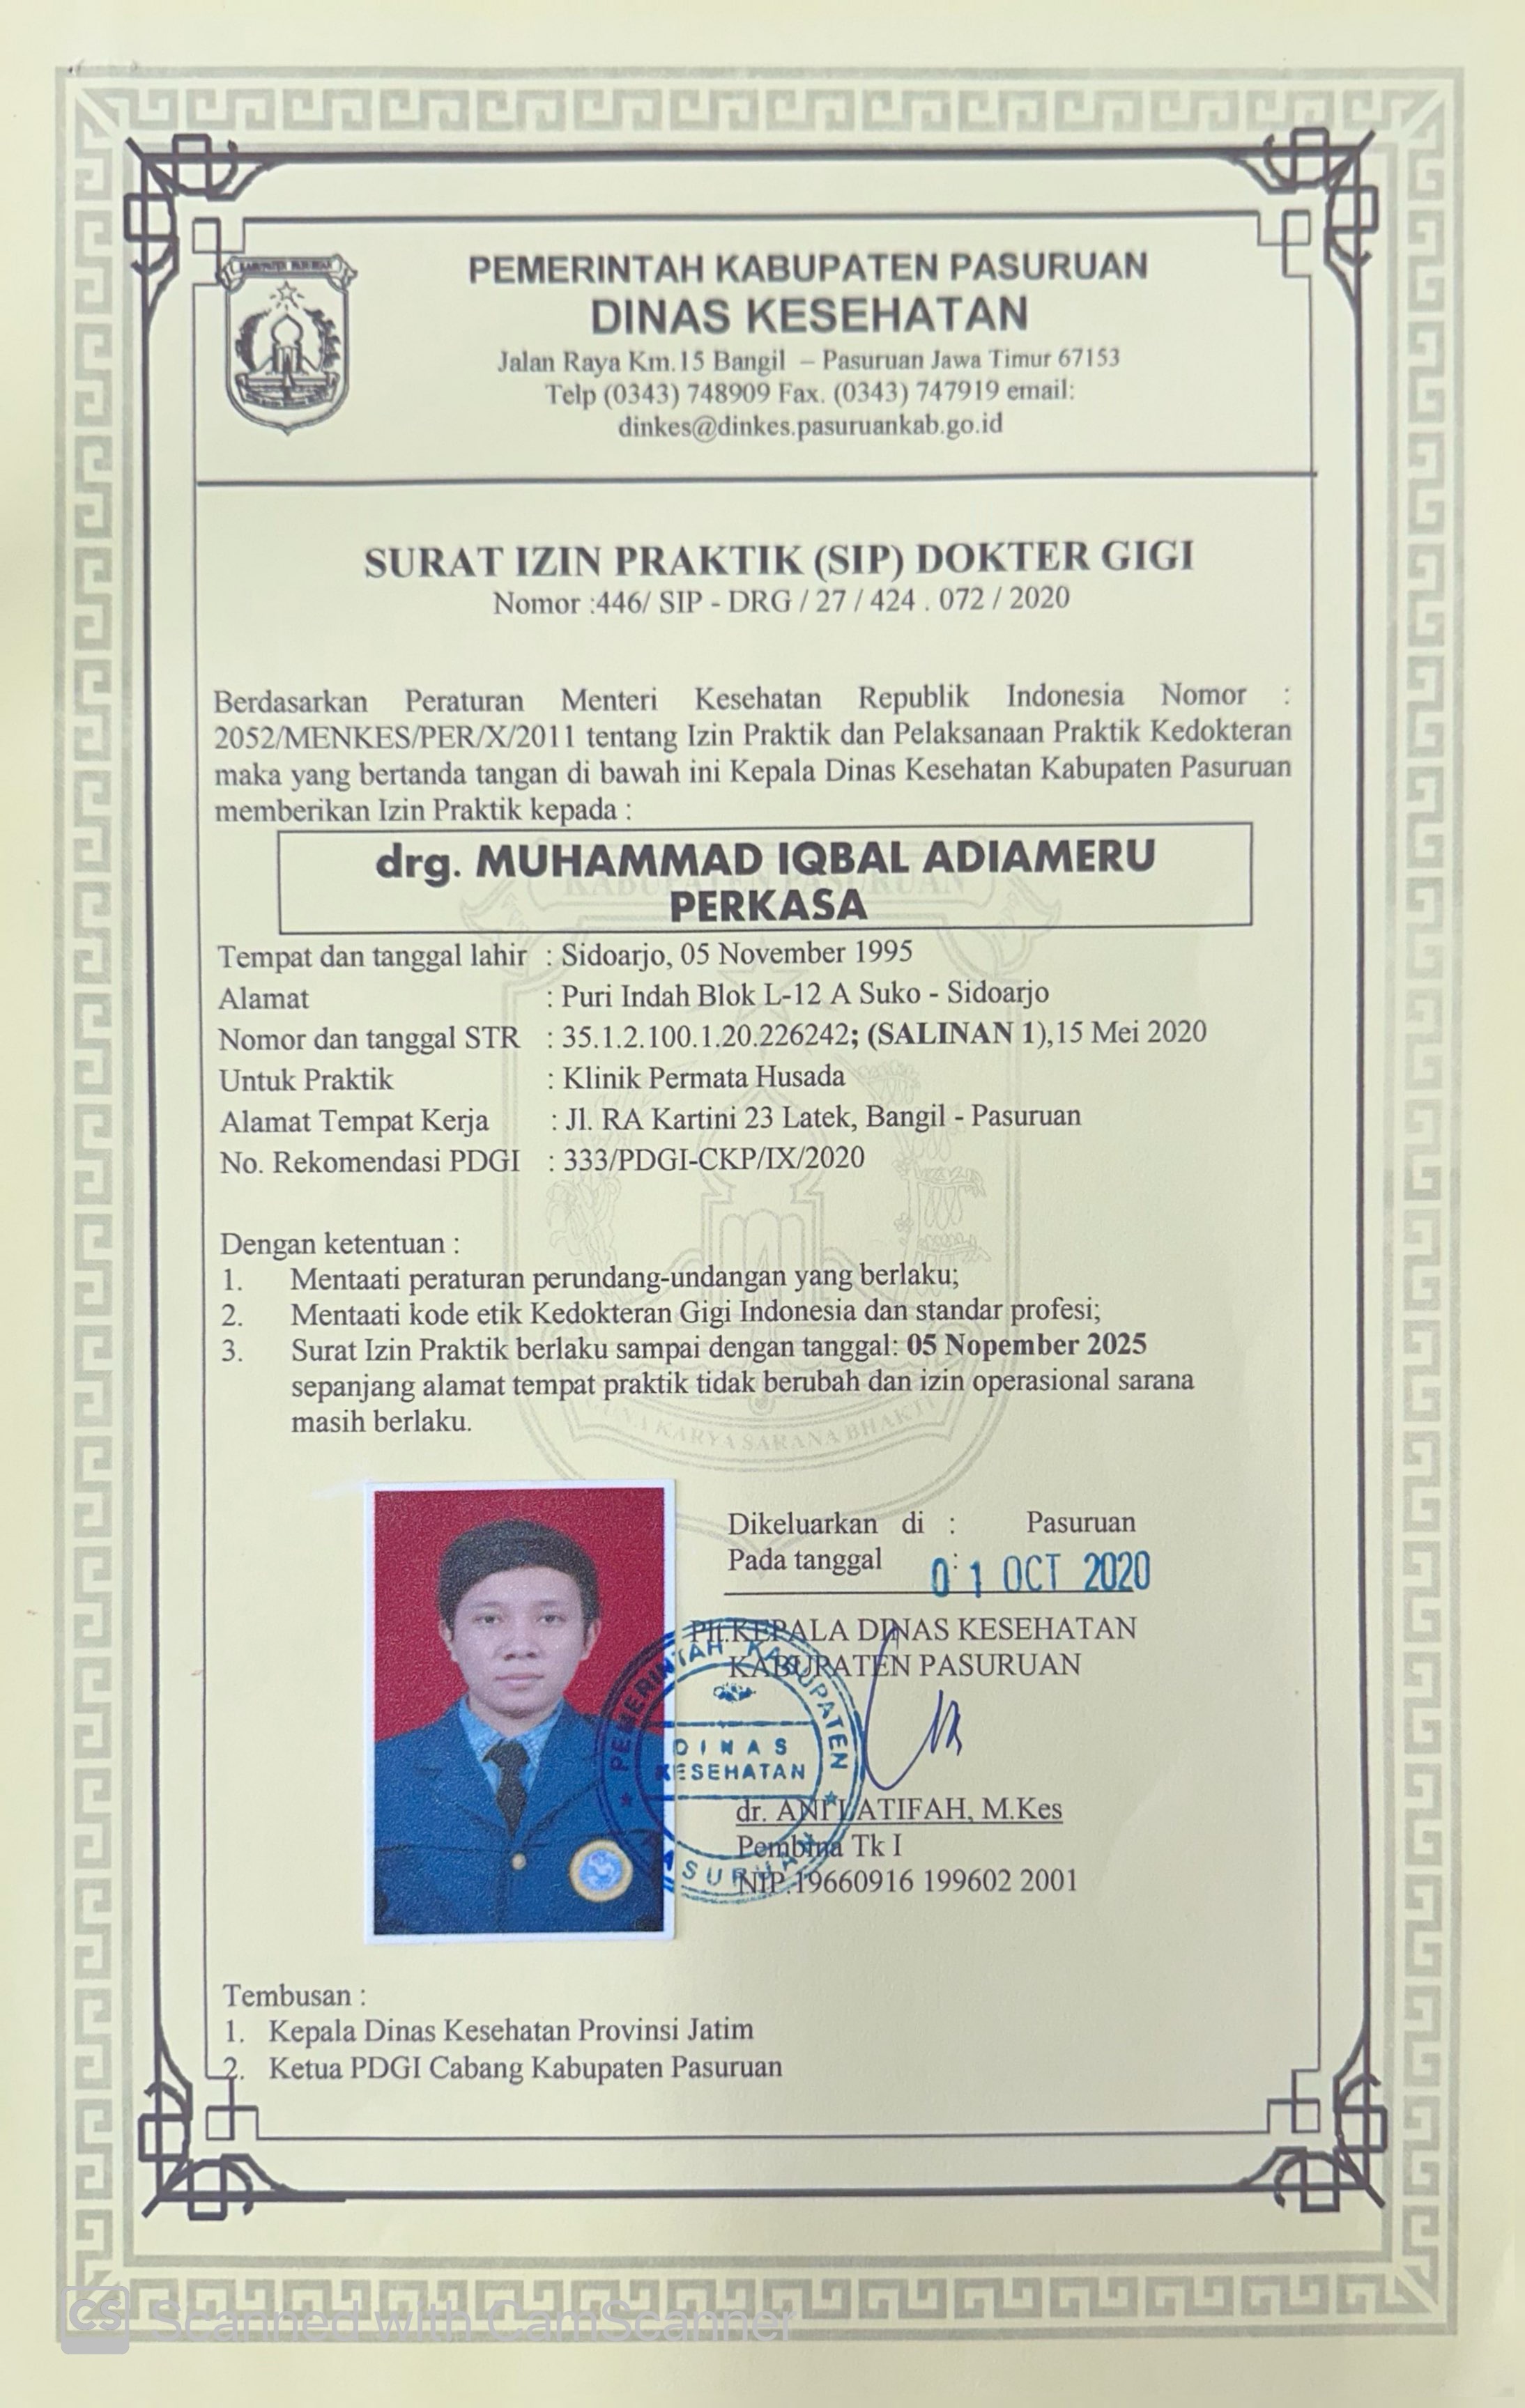 KABUPATEN PASURUAN
PEMERINTAH KABUPATEN PASURUAN
DINAS KESEHATAN
Jalan Raya Km.15 Bangil – Pasuruan Jawa Timur 67153
Telp (0343) 748909 Fax. (0343) 747919 email:
dinkes@dinkes.pasuruankab.go.id
SURAT IZIN PRAKTIK (SIP) DOKTER GIGI
Nomor :446/ SIP - DRG / 27 / 424 . 072 / 2020
Berdasarkan Peraturan Menteri Kesehatan Republik Indonesia Nomor :
2052/MENKES/PER/X/2011 tentang Izin Praktik dan Pelaksanaan Praktik Kedokteran
maka yang bertanda tangan di bawah ini Kepala Dinas Kesehatan Kabupaten Pasuruan
memberikan Izin Praktik kepada :
drg. MUHAMMAD IQBAL ADIAMERU
PERKASA
KABUPATEN PASURUAN
Tempat dan tanggal lahir : Sidoarjo, 05 November 1995
Alamat : Puri Indah Blok L-12 A Suko - Sidoarjo
Nomor dan tanggal STR : 35.1.2.100.1.20.226242; (SALINAN 1),15 Mei 2020
Untuk Praktik : Klinik Permata Husada
Alamat Tempat Kerja : Jl. RA Kartini 23 Latek, Bangil - Pasuruan
No. Rekomendasi PDGI : 333/PDGI-CKP/IX/2020
Dengan ketentuan :
1. Mentaati peraturan perundang-undangan yang berlaku;
2. Mentaati kode etik Kedokteran Gigi Indonesia dan standar profesi;
3. Surat Izin Praktik berlaku sampai dengan tanggal: 05 Nopember 2025
sepanjang alamat tempat praktik tidak berubah dan izin operasional sarana
masih berlaku.
KARYA SARANA BHAKTI
Dikeluarkan di : Pasuruan
Pada tanggal : 01 OCT 2020
Plt.KEPALA DINAS KESEHATAN
KABUPATEN PASURUAN
PEMERINTAH KABUPATEN
DINAS
KESEHATAN
PASURUAN
dr. ANI LATIFAH, M.Kes
Pembina Tk I
NIP.19660916 199602 2001
Tembusan :
1. Kepala Dinas Kesehatan Provinsi Jatim
2. Ketua PDGI Cabang Kabupaten Pasuruan
CS Scanned with CamScanner